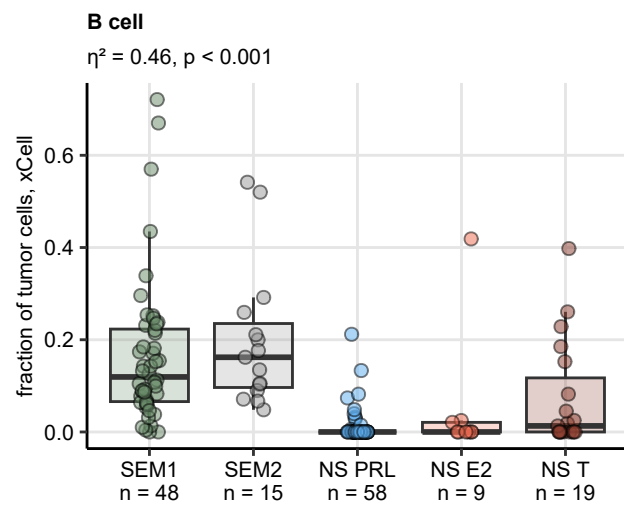 B cell
η² = 0.46, p < 0.001
fraction of tumor cells, xCell
0.6
0.4
0.2
0.0
SEM1 SEM2 NS PRL NS E2 NS T
n = 48 n = 15 n = 58 n = 9 n = 19